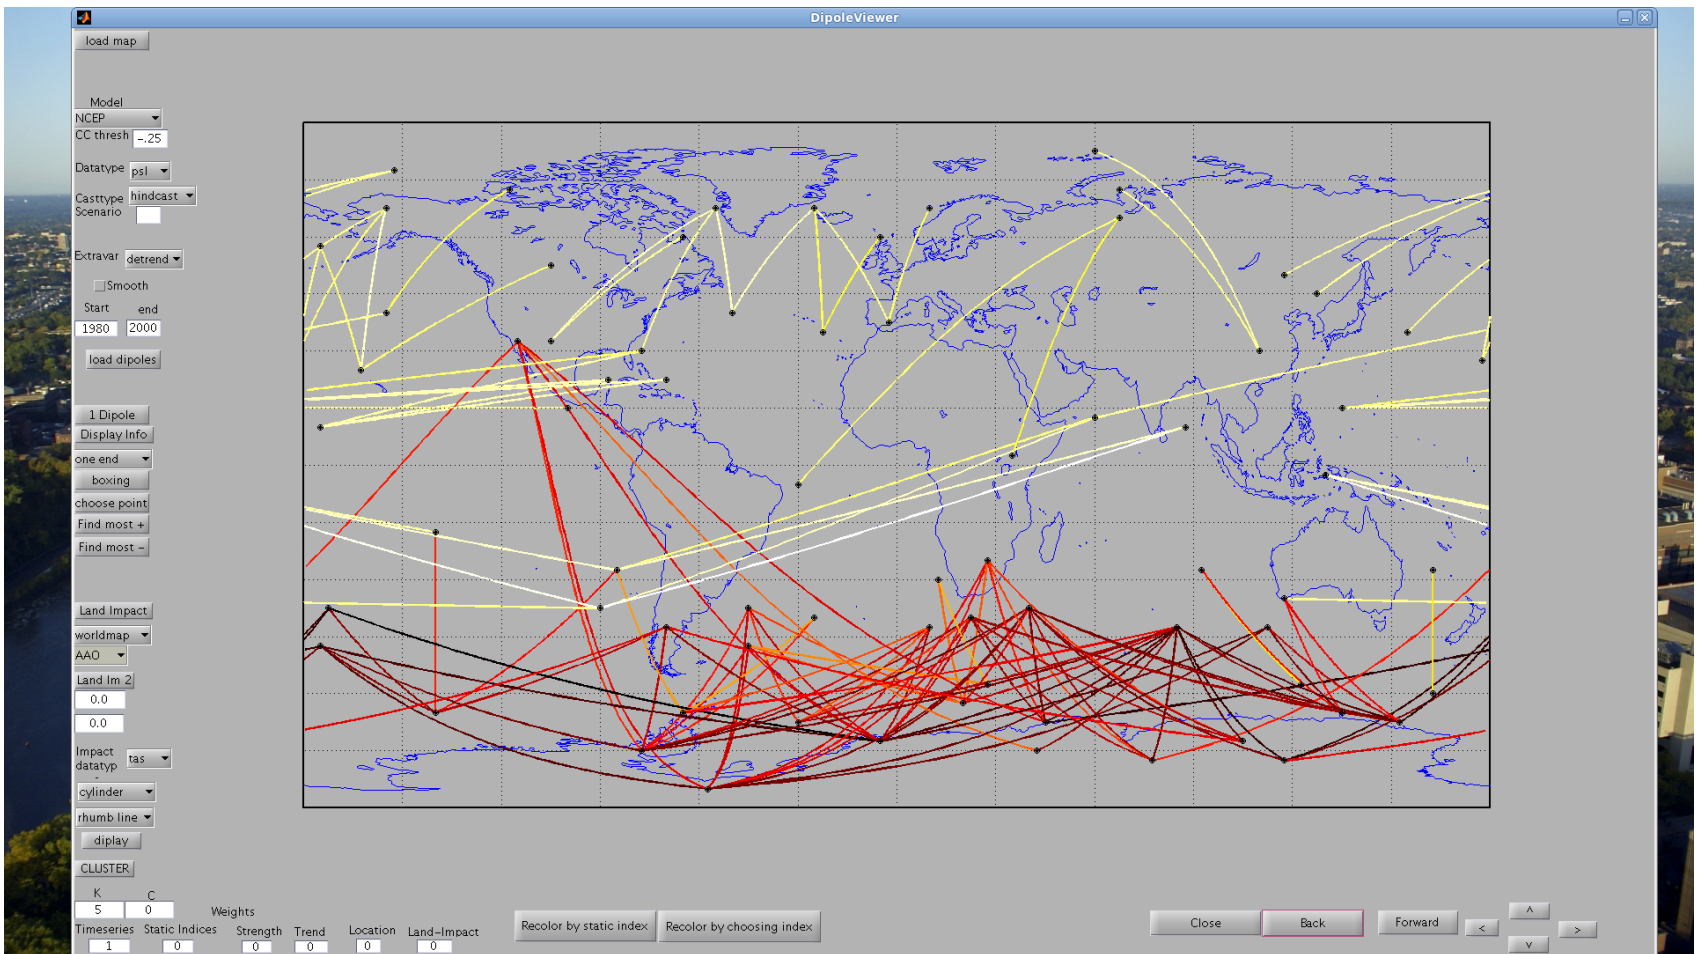 DipoleViewer
load map
Model
NCEP
CC thresh -.25
Datatype psl
Casttype hindcast
Scenario
Extravar detrend
Smooth
Start end
1980 2000
load dipoles
1 Dipole
Display Info
one end
boxing
choose point
Find most +
Find most -
Land Impact
worldmap
AAO
Land Im 2
0.0
0.0
Impact
datatyp tas
-
cylinder
rhumb line
diplay
CLUSTER
K C
5 0 Weights
Timeseries Static Indices Strength Trend Location Land-Impact
1 0 0 0 0 0
Recolor by static index Recolor by choosing index
Close Back Forward < ^ v >